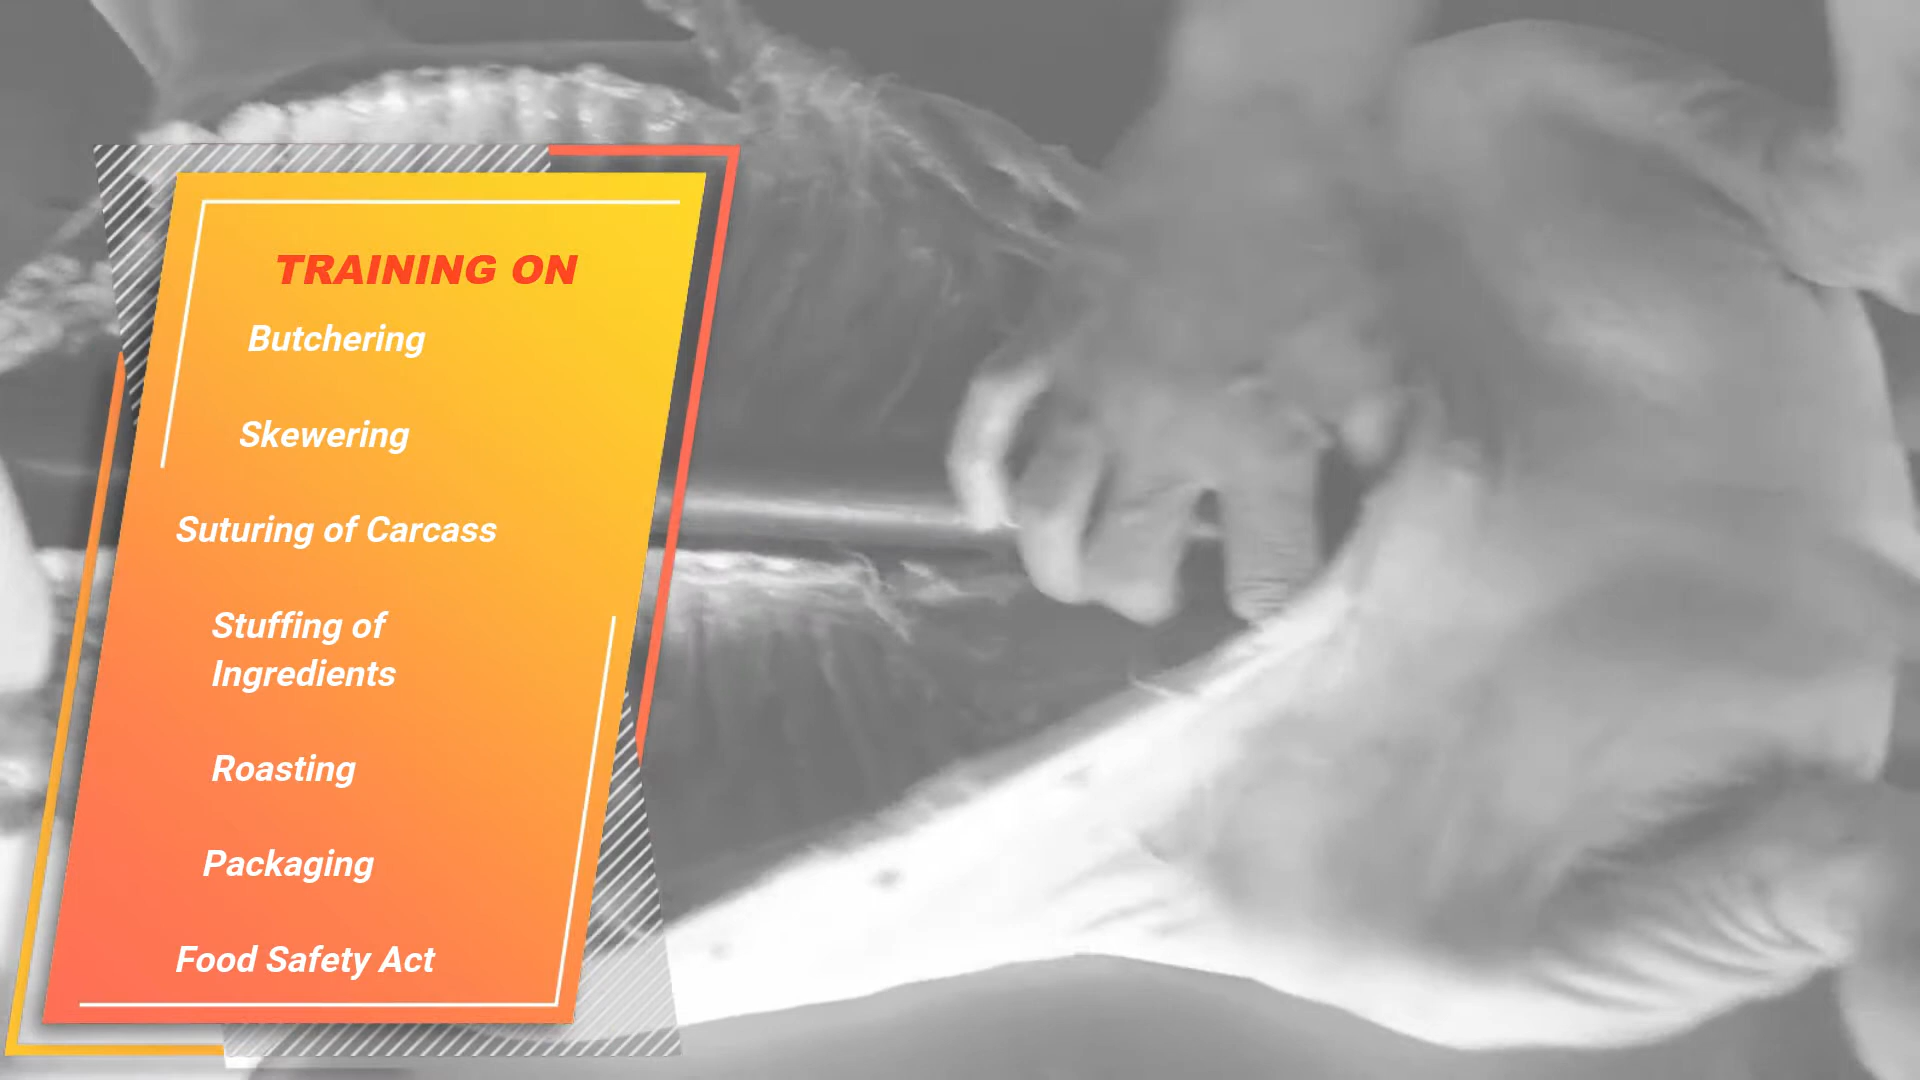 TRAINING ON
Butchering
Skewering
Suturing of Carcass
Stuffing of
Ingredients
Roasting
Packaging
Food Safety Act